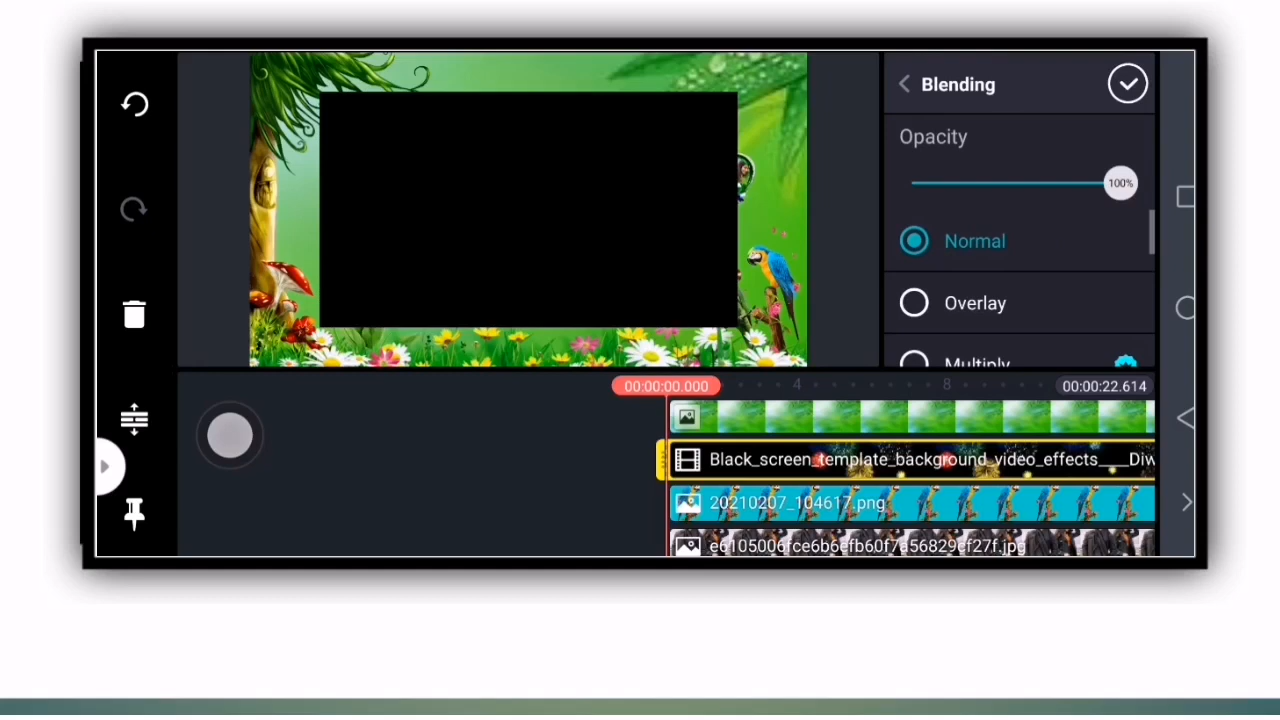 Blending
Opacity
100%
Normal
Overlay
Multiply
00:00:00.000
4
8
00:00:22.614
Black_screen_template_background_video_effects___Diw
20210207_104617.png
e6105006fce6b6efb60f7a56829cf27f.jpg